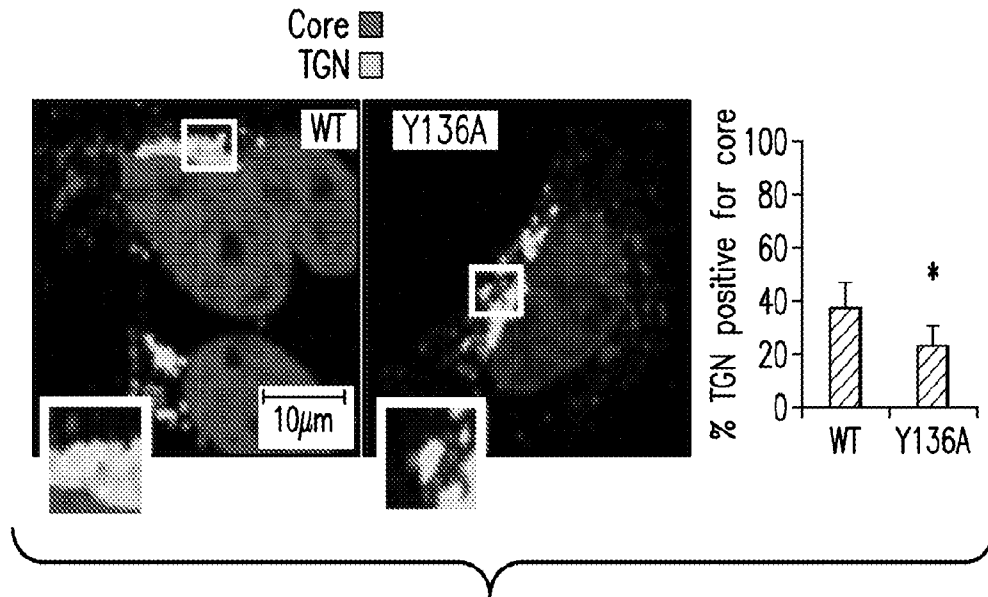 Core
TGN
WT
Y136A
10µm
% TGN positive for core
100
80
60
40
20
0
*
WT
Y136A